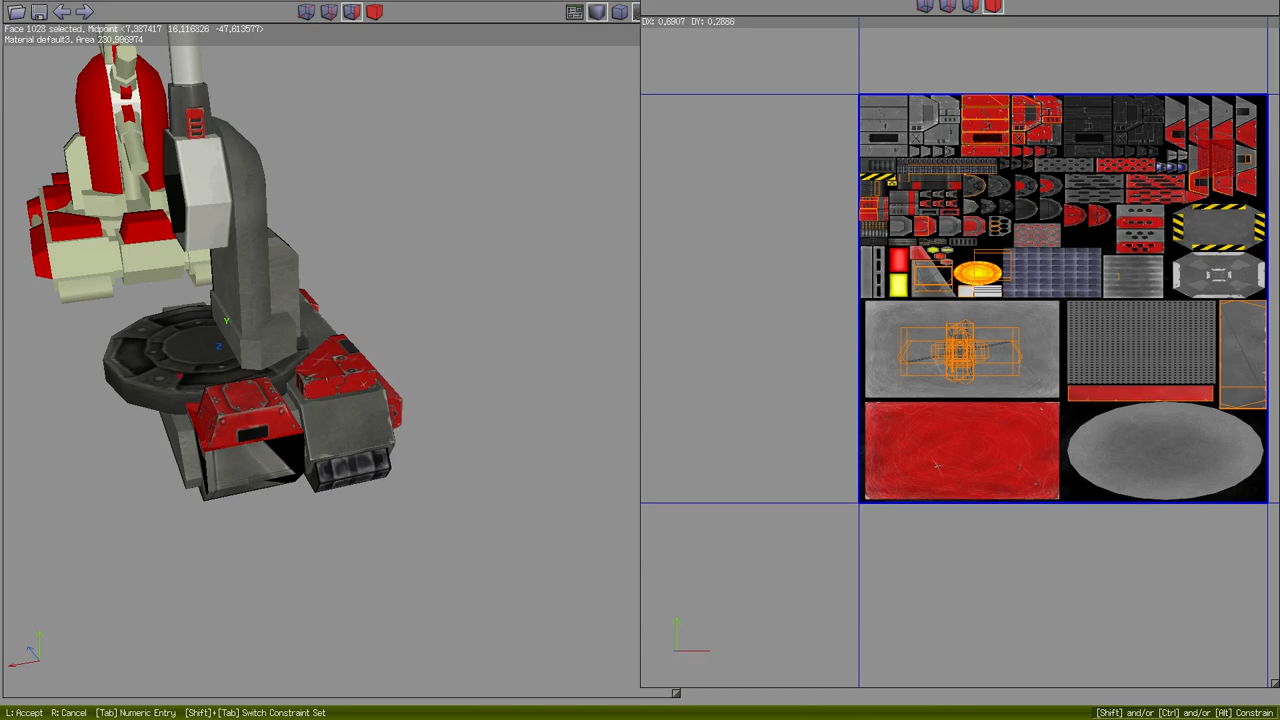 Face 1028 selected, Midpoint <7.387417 16.116826 -47.613577>
Material default3, Area 230.996974
DX: 0.6907 DY: 0.2886
Y
Z
L:Accept R:Cancel [Tab] Numeric Entry [Shift]+[Tab] Switch Constraint Set
[Shift] and/or [Ctrl] and/or [Alt] Constrain